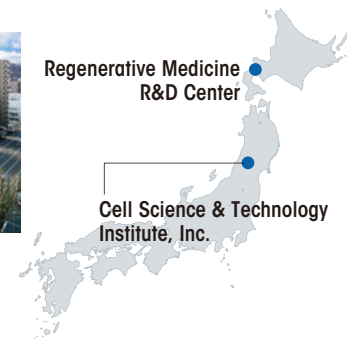 Regenerative Medicine
R&D Center
Cell Science & Technology
Institute, Inc.